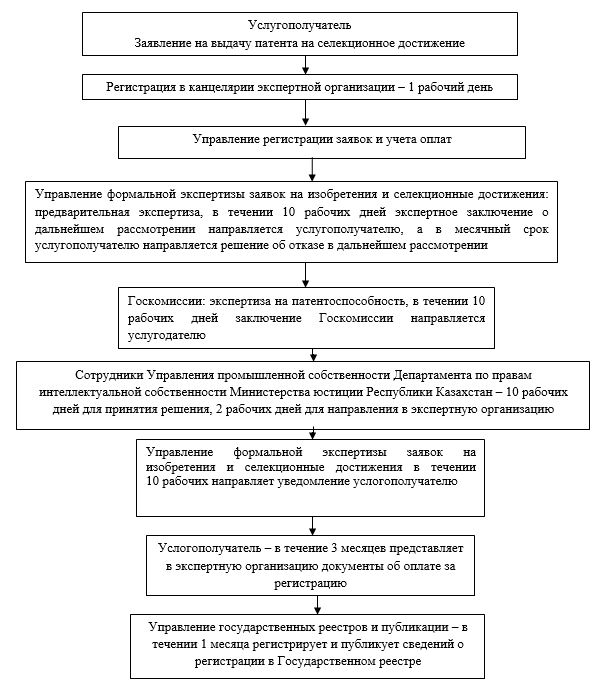 Услугополучатель
Заявление на выдачу патента на селекционное достижение
Регистрация в канцелярии экспертной организации – 1 рабочий день
Управление регистрации заявок и учета оплат
Управление формальной экспертизы заявок на изобретения и селекционные достижения:
предварительная экспертиза, в течении 10 рабочих дней экспертное заключение о
дальнейшем рассмотрении направляется услугополучателю, а в месячный срок
услугополучателю направляется решение об отказе в дальнейшем рассмотрении
Госкомиссии: экспертиза на патентоспособность, в течении 10
рабочих дней заключение Госкомиссии направляется
услугодателю
Сотрудники Управления промышленной собственности Департамента по правам
интеллектуальной собственности Министерства юстиции Республики Казахстан – 10 рабочих
дней для принятия решения, 2 рабочих дней для направления в экспертную организацию
Управление формальной экспертизы заявок на
изобретения и селекционные достижения в течении
10 рабочих направляет уведомление услогополучателю
Услогополучатель – в течение 3 месяцев представляет
в экспертную организацию документы об оплате за
регистрацию
Управление государственных реестров и публикации – в
течении 1 месяца регистрирует и публикует сведений о
регистрации в Государственном реестре